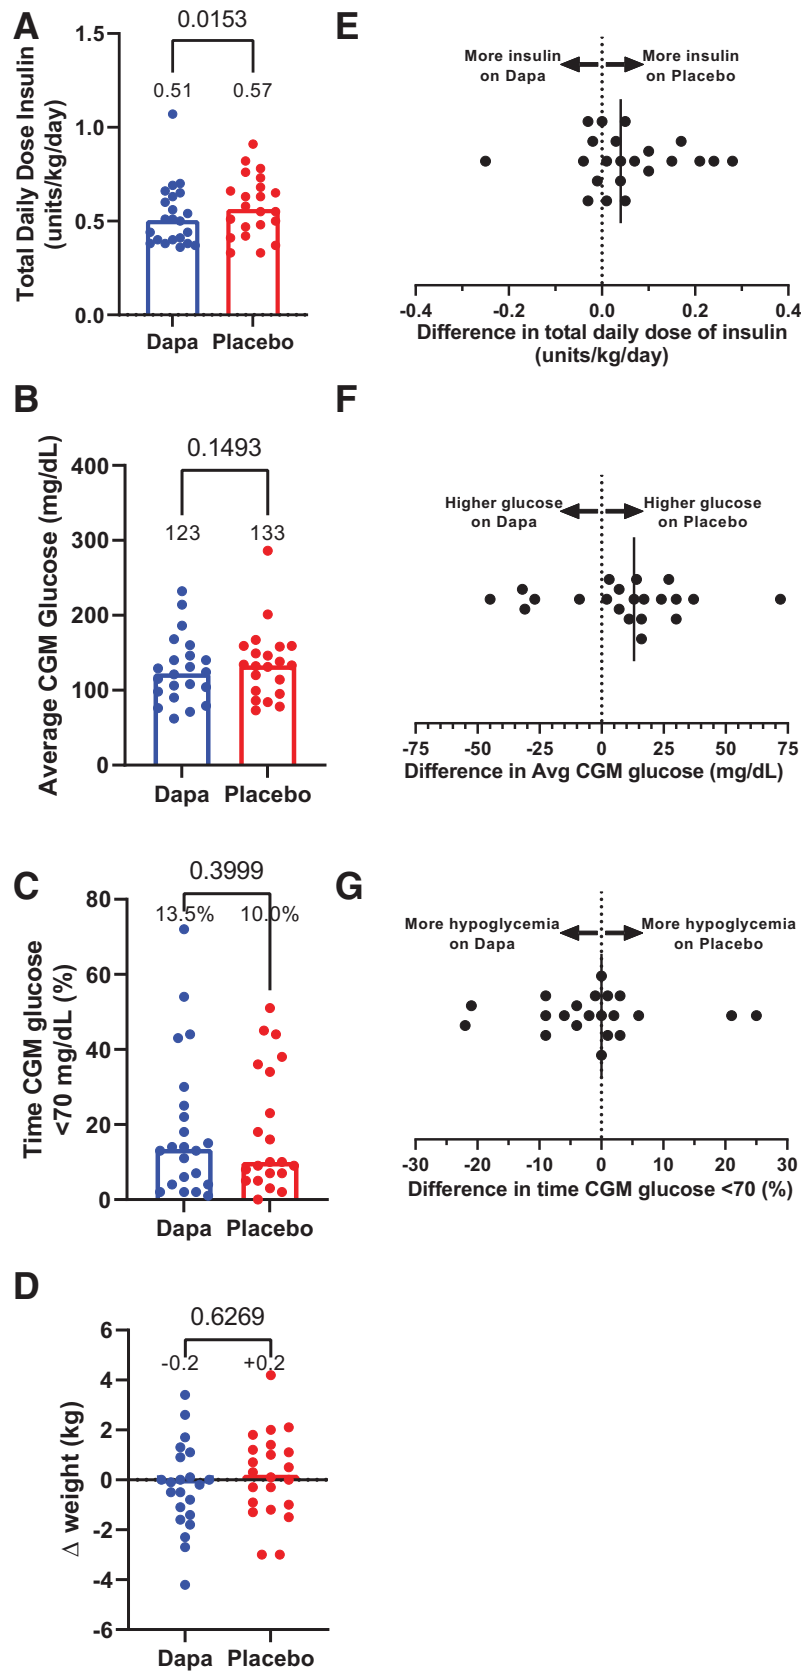 A
0.0153
Total Daily Dose Insulin
(units/kg/day)
1.5
1.0
0.5
0.0
0.51
0.57
Dapa
Placebo
E
More insulin
on Dapa
More insulin
on Placebo
-0.4
-0.2
0.0
0.2
0.4
Difference in total daily dose of insulin
(units/kg/day)
B
0.1493
Average CGM Glucose (mg/dL)
400
300
200
100
0
123
133
Dapa
Placebo
F
Higher glucose
on Dapa
Higher glucose
on Placebo
-75
-50
-25
0
25
50
75
Difference in Avg CGM glucose (mg/dL)
C
0.3999
Time CGM glucose
<70 mg/dL (%)
80
60
40
20
0
13.5%
10.0%
Dapa
Placebo
G
More hypoglycemia
on Dapa
More hypoglycemia
on Placebo
-30
-20
-10
0
10
20
30
Difference in time CGM glucose <70 (%)
D
0.6269
Δ weight (kg)
6
4
2
0
-2
-4
-6
-0.2
+0.2
Dapa
Placebo